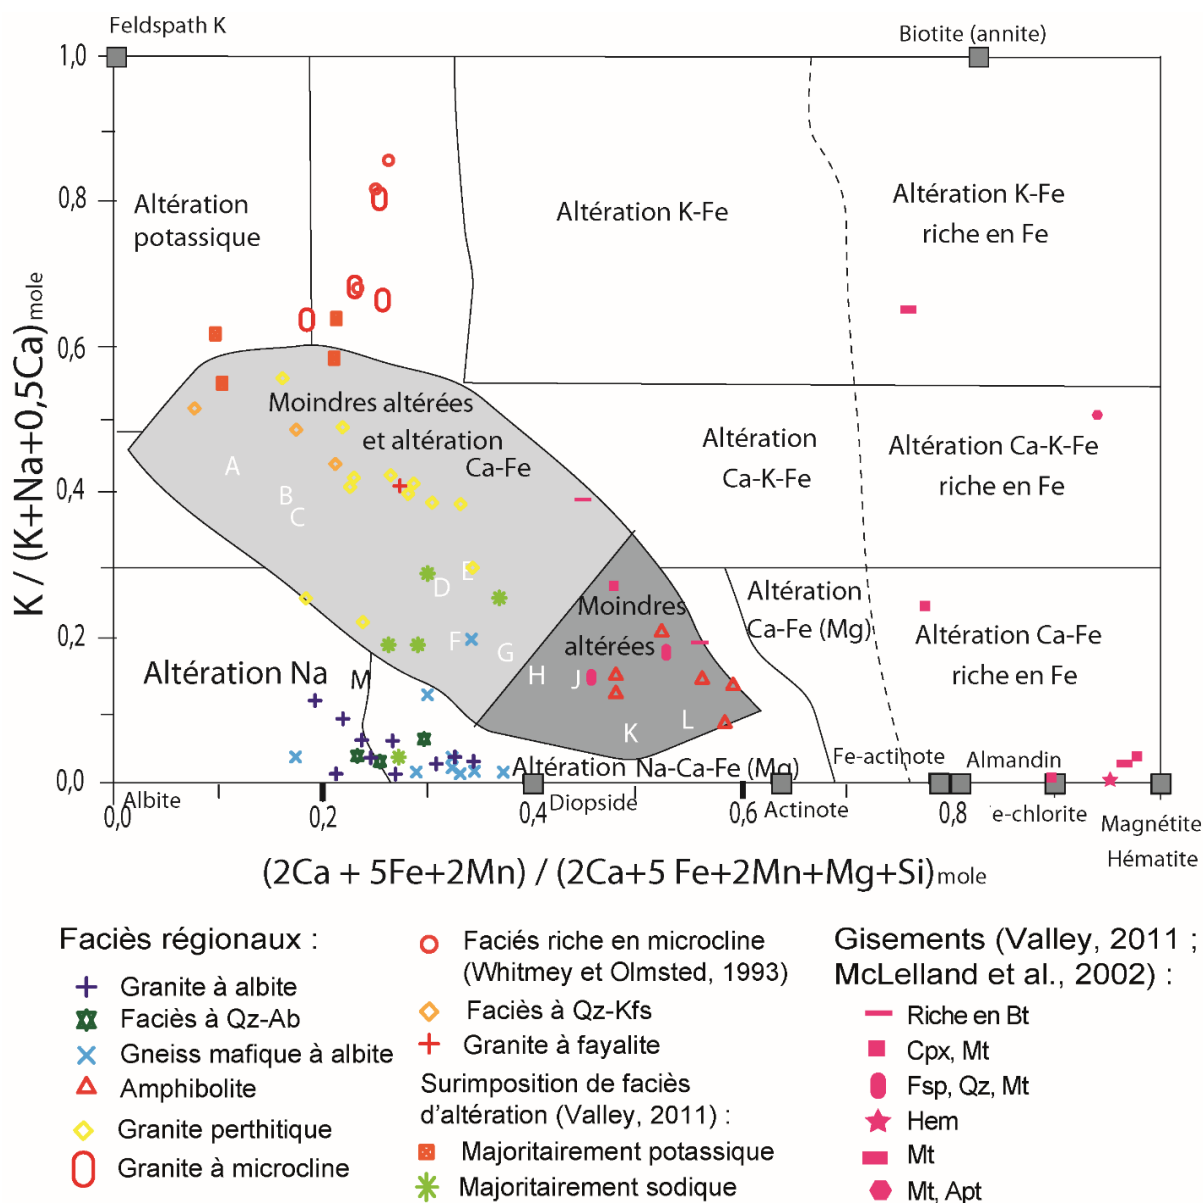 Feldspath K
Biotite (annite)
1,0
0,8
0,6
0,4
0,2
0,0
K / (K+Na+0,5Ca)mole
Altération
potassique
Altération K-Fe
Altération K-Fe
riche en Fe
Moindres altérées
et altération
Ca-Fe
Altération
Ca-K-Fe
Altération Ca-K-Fe
riche en Fe
A
B
C
D
E
F
G
H
J
K
L
M
Moindres
altérées
Altération
Ca-Fe (Mg)
Altération Ca-Fe
riche en Fe
Altération Na
Altération Na-Ca-Fe (Mg)
Fe-actinote
Almandin
Albite
Diopside
Actinote
e-chlorite
Magnétite
Hématite
0,0
0,2
0,4
0,6
0,8
(2Ca + 5Fe+2Mn) / (2Ca+5 Fe+2Mn+Mg+Si)mole
Faciès régionaux :
Granite à albite
Faciès à Qz-Ab
Gneiss mafique à albite
Amphibolite
Granite perthitique
Granite à microcline
Faciés riche en microcline
(Whitmey et Olmsted, 1993)
Faciès à Qz-Kfs
Granite à fayalite
Surimposition de faciès
d'altération (Valley, 2011) :
Majoritairement potassique
Majoritairement sodique
Gisements (Valley, 2011 ;
McLelland et al., 2002) :
Riche en Bt
Cpx, Mt
Fsp, Qz, Mt
Hem
Mt
Mt, Apt